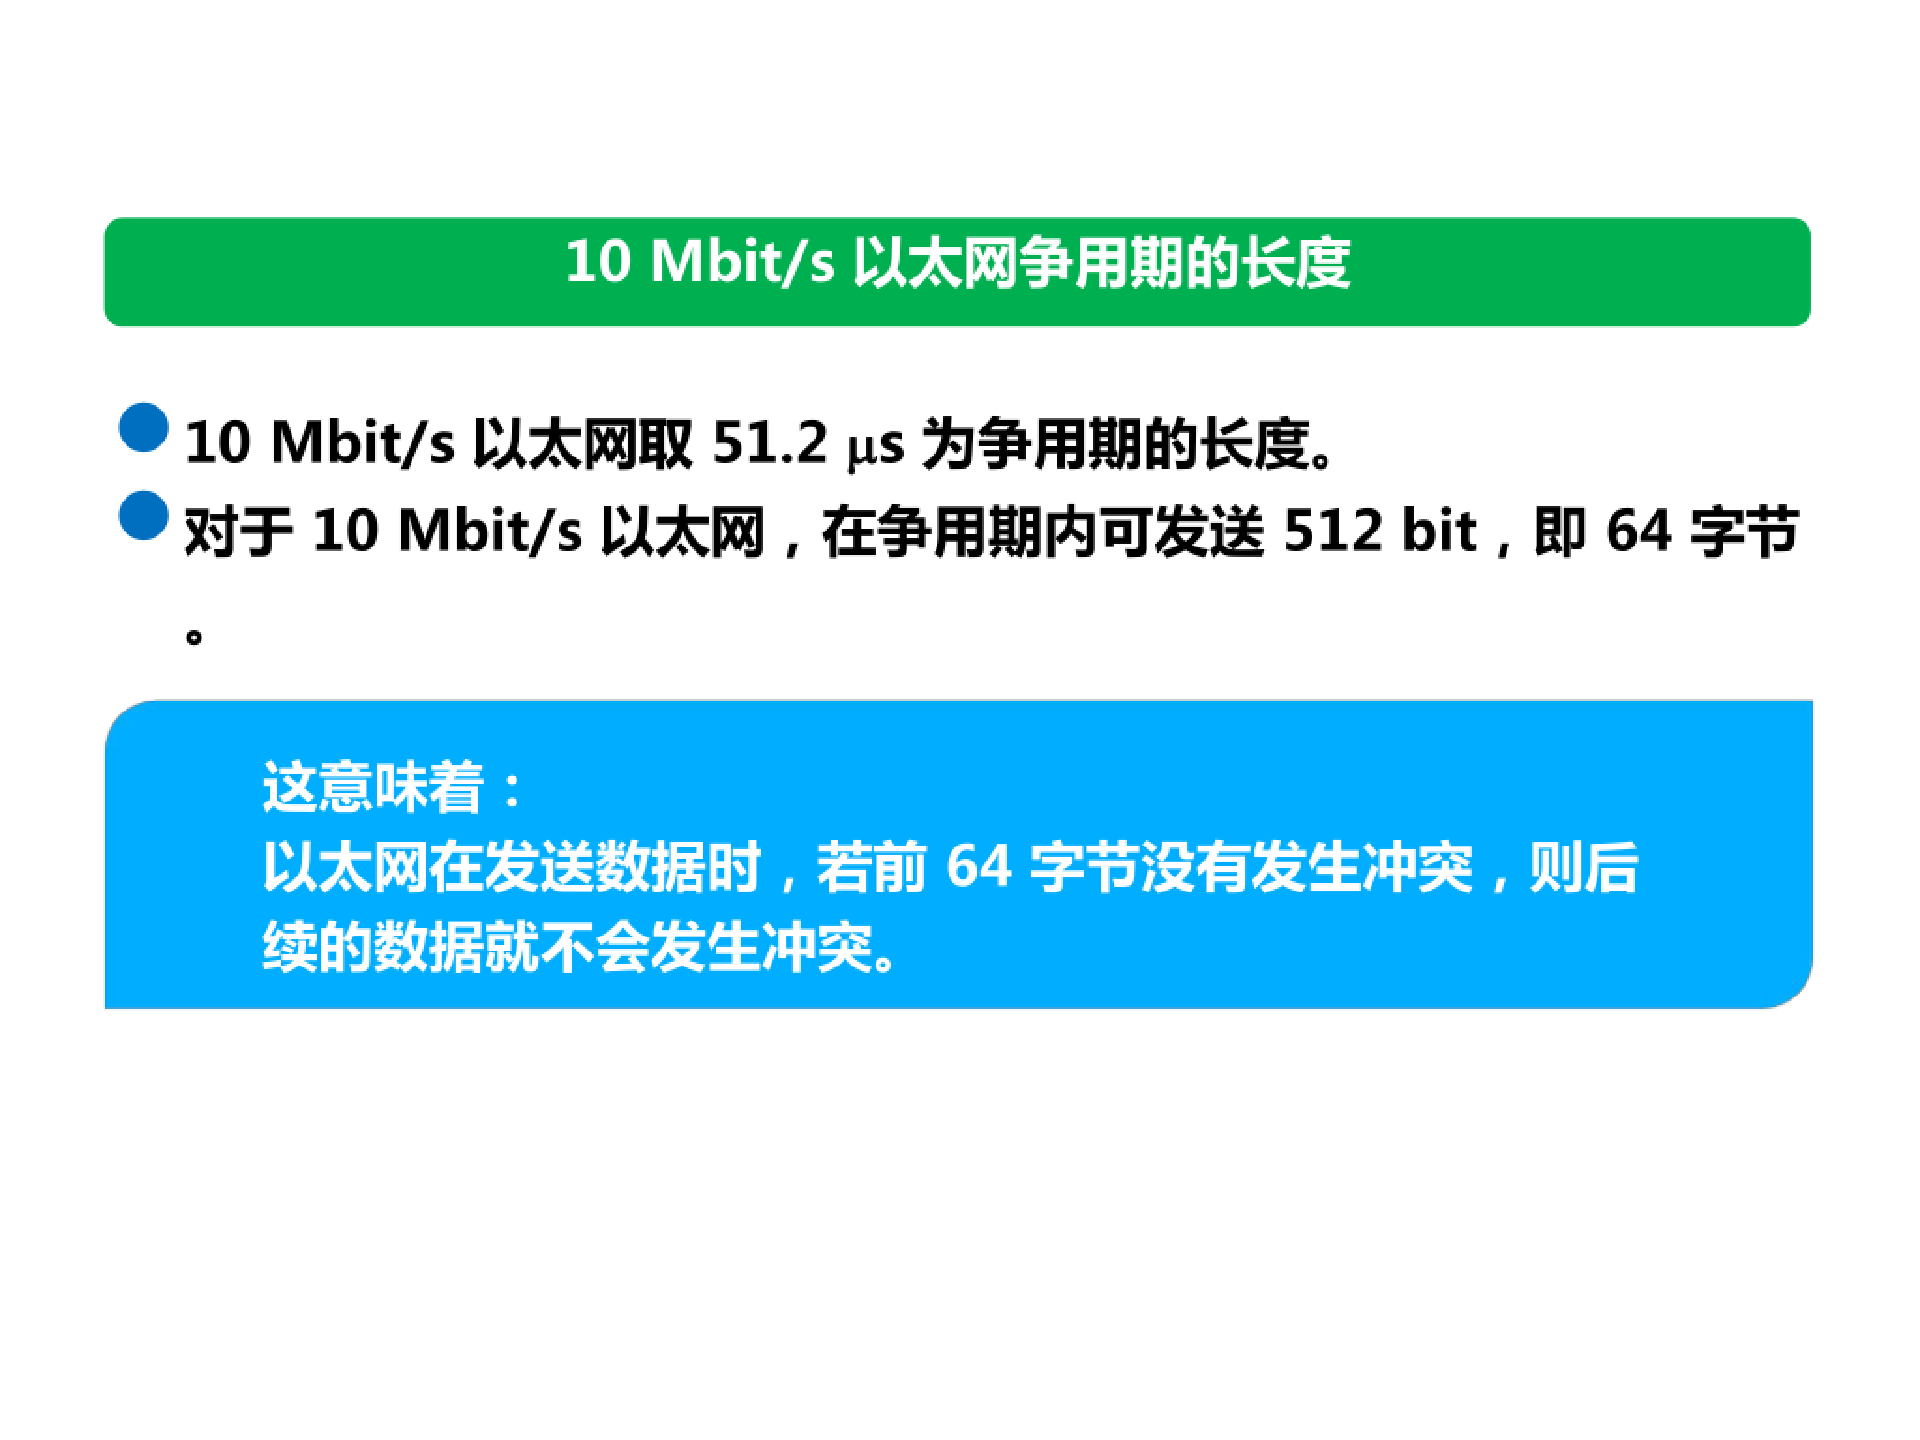 10 Mbit/s 以太网争用期的长度
10 Mbit/s 以太网取 51.2 μs 为争用期的长度。
对于 10 Mbit/s 以太网，在争用期内可发送 512 bit，即 64 字节
。
这意味着：
以太网在发送数据时，若前 64 字节没有发生冲突，则后
续的数据就不会发生冲突。